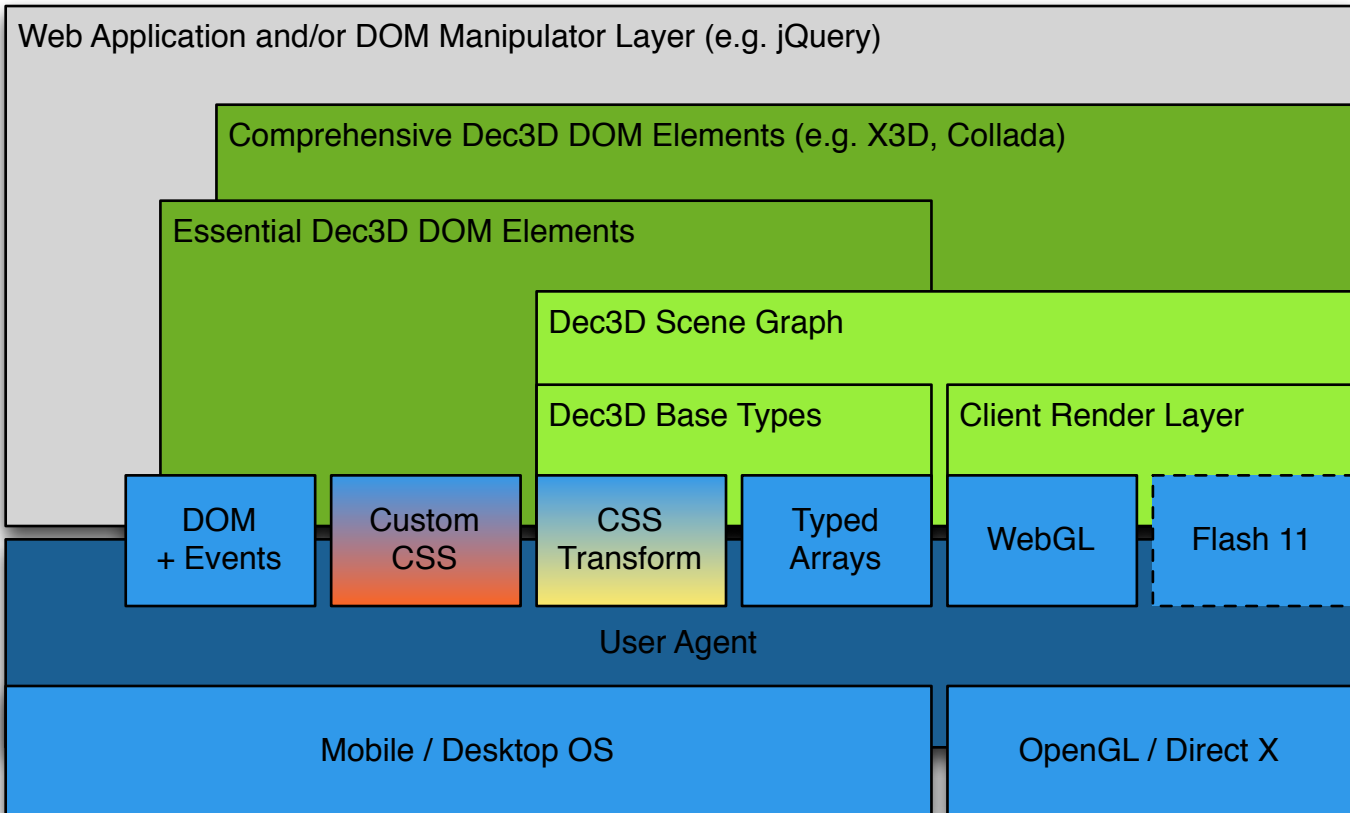 Web Application and/or DOM Manipulator Layer (e.g. jQuery)
Comprehensive Dec3D DOM Elements (e.g. X3D, Collada)
Essential Dec3D DOM Elements
Dec3D Scene Graph
Dec3D Base Types
Client Render Layer
DOM
+ Events
Custom
CSS
CSS
Transform
Typed
Arrays
WebGL
Flash 11
User Agent
Mobile / Desktop OS
OpenGL / Direct X